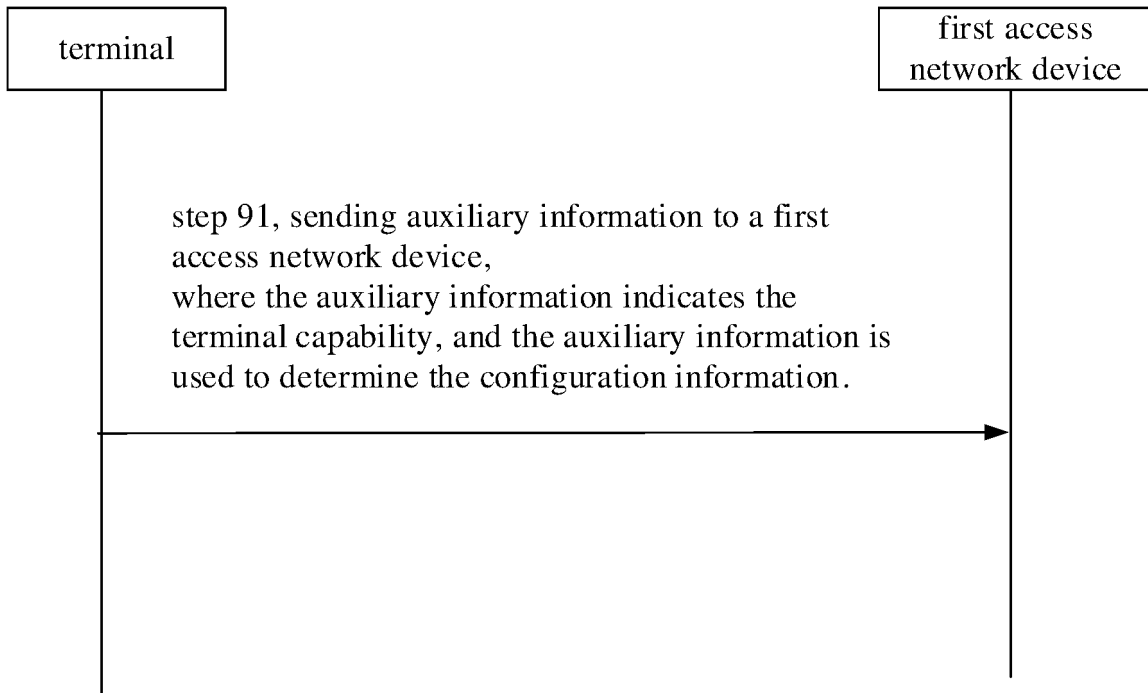 terminal
first access
network device
step 91, sending auxiliary information to a first
access network device,
where the auxiliary information indicates the
terminal capability, and the auxiliary information is
used to determine the configuration information.